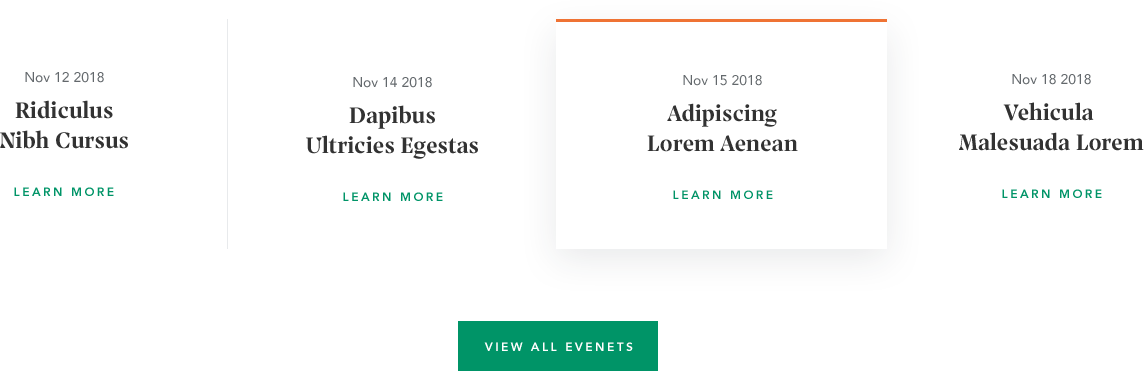 Nov 12 2018
Ridiculus
Nibh Cursus
LEARN MORE
Nov 14 2018
Dapibus
Ultricies Egestas
LEARN MORE
Nov 15 2018
Adipiscing
Lorem Aenean
LEARN MORE
Nov 18 2018
Vehicula
Malesuada Lorem
LEARN MORE
VIEW ALL EVENETS